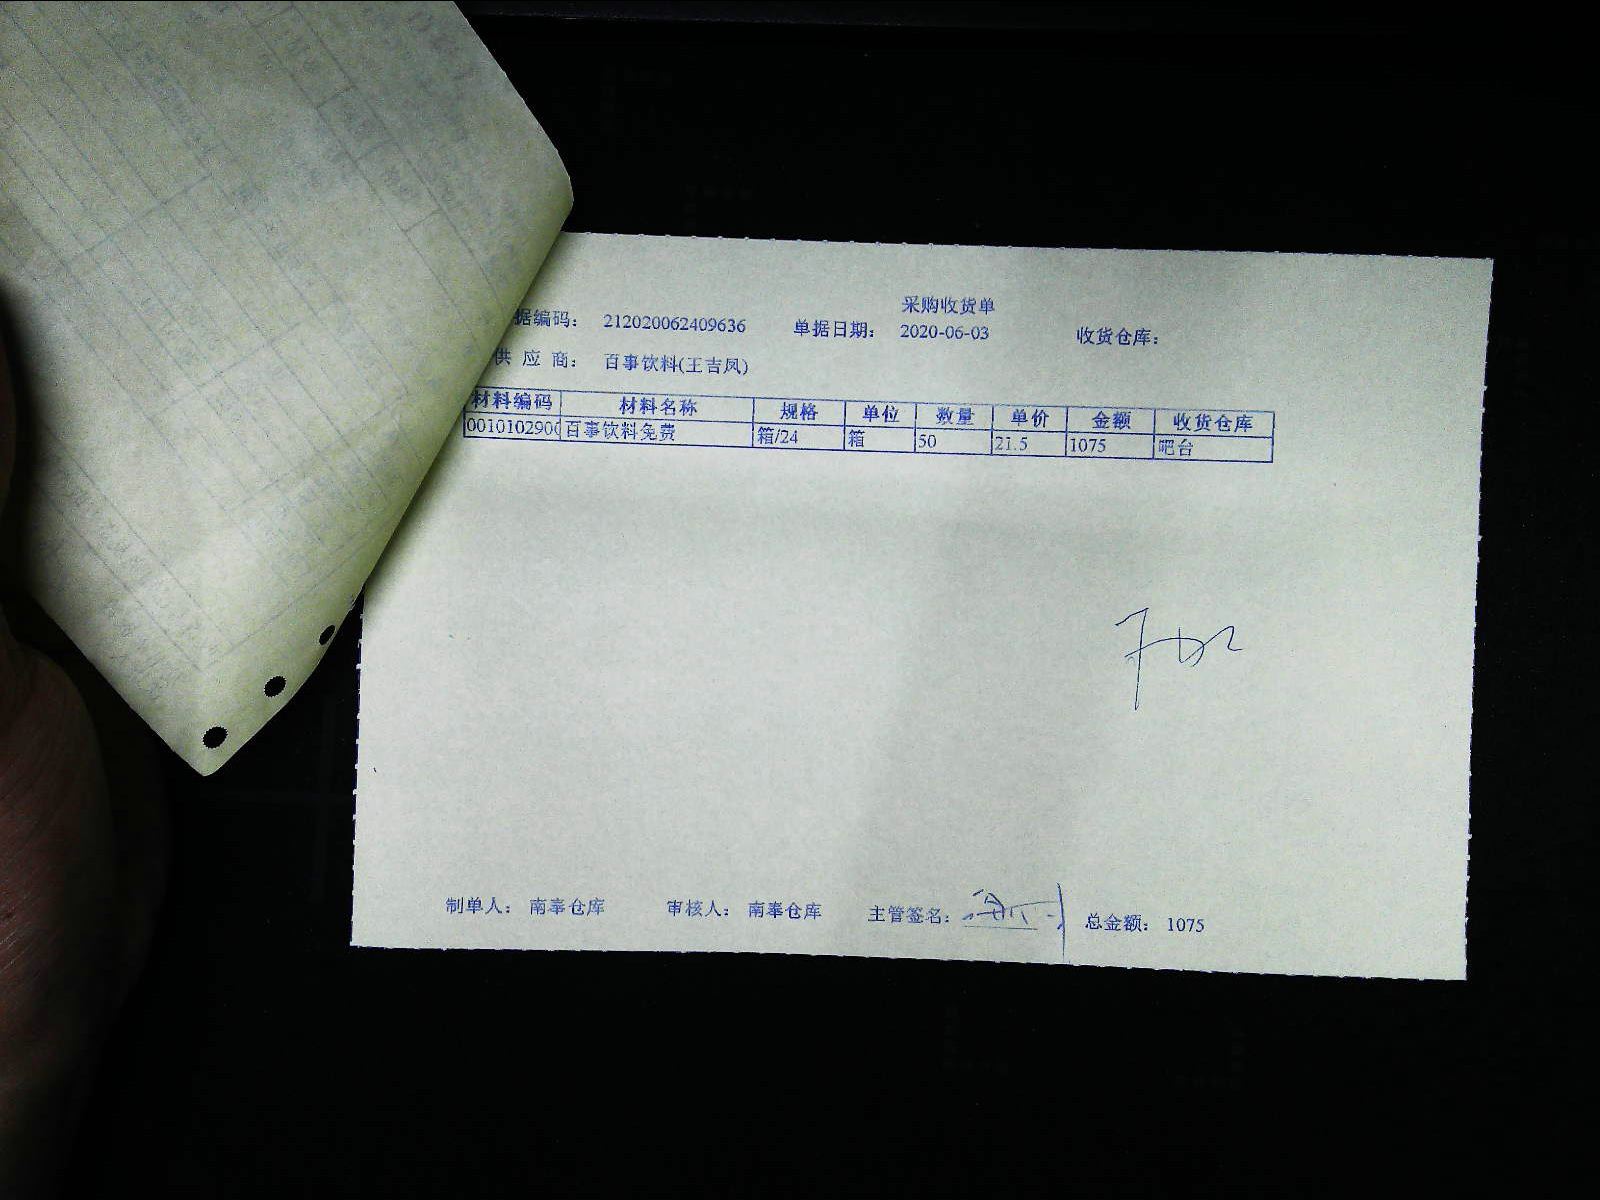 采购收货单
据编码： 212020062409636 单据日期： 2020-06-03 收货仓库：
供应商： 百事饮料(王吉凤)
材料编码 材料名称 规格 单位 数量 单价 金额 收货仓库
0010102900 百事饮料免费 箱/24 箱 50 21.5 1075 吧台
制单人： 南奉仓库 审核人： 南奉仓库 主管签名： 总金额： 1075